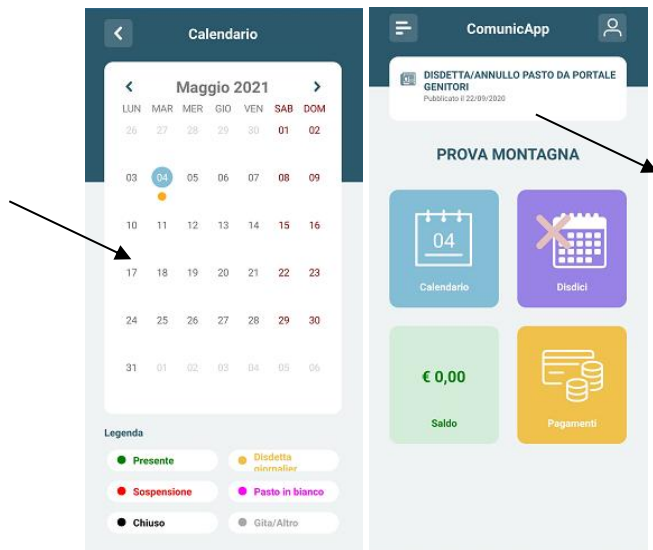 Calendario
Maggio 2021
LUN MAR MER GIO VEN SAB DOM
26 27 28 29 30 01 02
03 04 05 06 07 08 09
10 11 12 13 14 15 16
17 18 19 20 21 22 23
24 25 26 27 28 29 30
31 01 02 03 04 05 06
Legenda
Presente
Disdetta
giornalier
Sospensione
Pasto in bianco
Chiuso
Gita/Altro
ComunicApp
DISDETTA/ANNULLO PASTO DA PORTALE
GENITORI
Pubblicato il 22/09/2020
PROVA MONTAGNA
04
Calendario
Disdici
€ 0,00
Saldo
Pagamenti